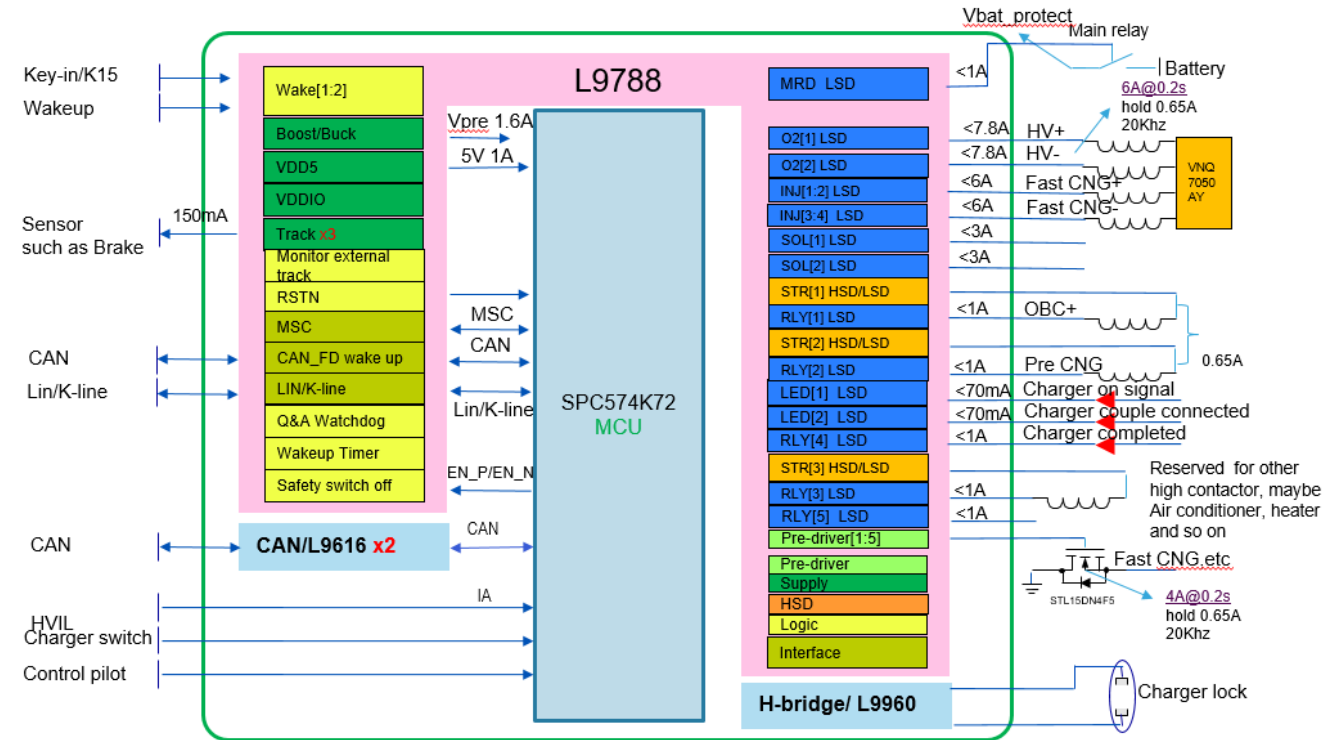 Vbat_protect
Main relay
Key-in/K15
Wakeup
Wake[1:2]
L9788
MRD LSD
<1A
Battery
6A@0.2s
hold 0.65A
20Khz
Boost/Buck
Vpre 1.6A
VDD5
5V 1A
VDDIO
Sensor
such as Brake
150mA
Track x3
Monitor external
track
RSTN
MSC
MSC
CAN
CAN_FD wake up
CAN
Lin/K-line
LIN/K-line
Lin/K-line
Q&A Watchdog
Wakeup Timer
Safety switch off
EN_P/EN_N
SPC574K72
MCU
CAN
CAN/L9616 x2
CAN
IA
HVIL
Charger switch
Control pilot
O2[1] LSD
<7.8A
HV+
O2[2] LSD
<7.8A
HV-
INJ[1:2] LSD
<6A
Fast CNG+
INJ[3:4] LSD
<6A
Fast CNG-
VNQ
7050
AY
SOL[1] LSD
<3A
SOL[2] LSD
<3A
STR[1] HSD/LSD
RLY[1] LSD
<1A
OBC+
STR[2] HSD/LSD
0.65A
RLY[2] LSD
<1A
Pre CNG
LED[1] LSD
<70mA
Charger on signal
LED[2] LSD
<70mA
Charger couple connected
RLY[4] LSD
<1A
Charger completed
STR[3] HSD/LSD
RLY[3] LSD
<1A
RLY[5] LSD
<1A
Reserved for other
high contactor, maybe
Air conditioner, heater
and so on
Pre-driver[1:5]
Pre-driver
Supply
HSD
Logic
Interface
Fast CNG.etc
STL15DN4F5
4A@0.2s
hold 0.65A
20Khz
H-bridge/ L9960
Charger lock